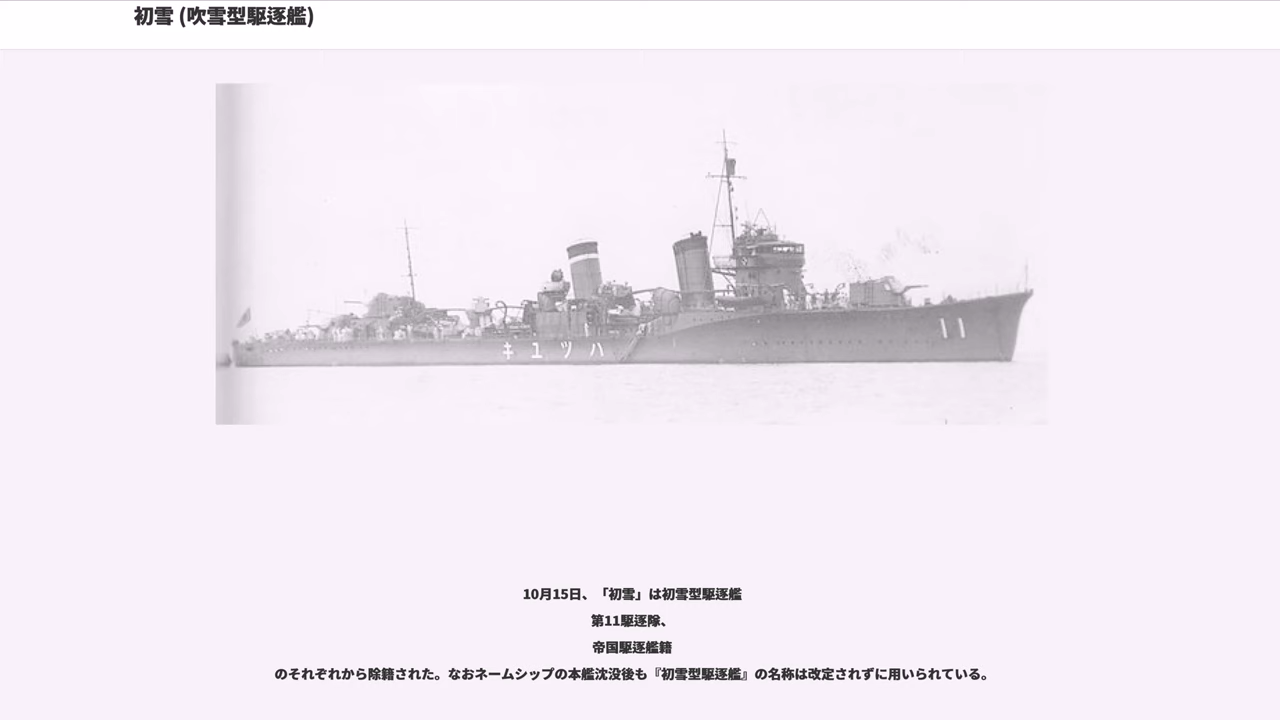 初雪 (吹雪型駆逐艦)
キユツハ
11
10月15日、「初雪」は初雪型駆逐艦
第11駆逐隊、
帝国駆逐艦籍
のそれぞれから除籍された。なおネームシップの本艦沈没後も『初雪型駆逐艦』の名称は改定されずに用いられている。